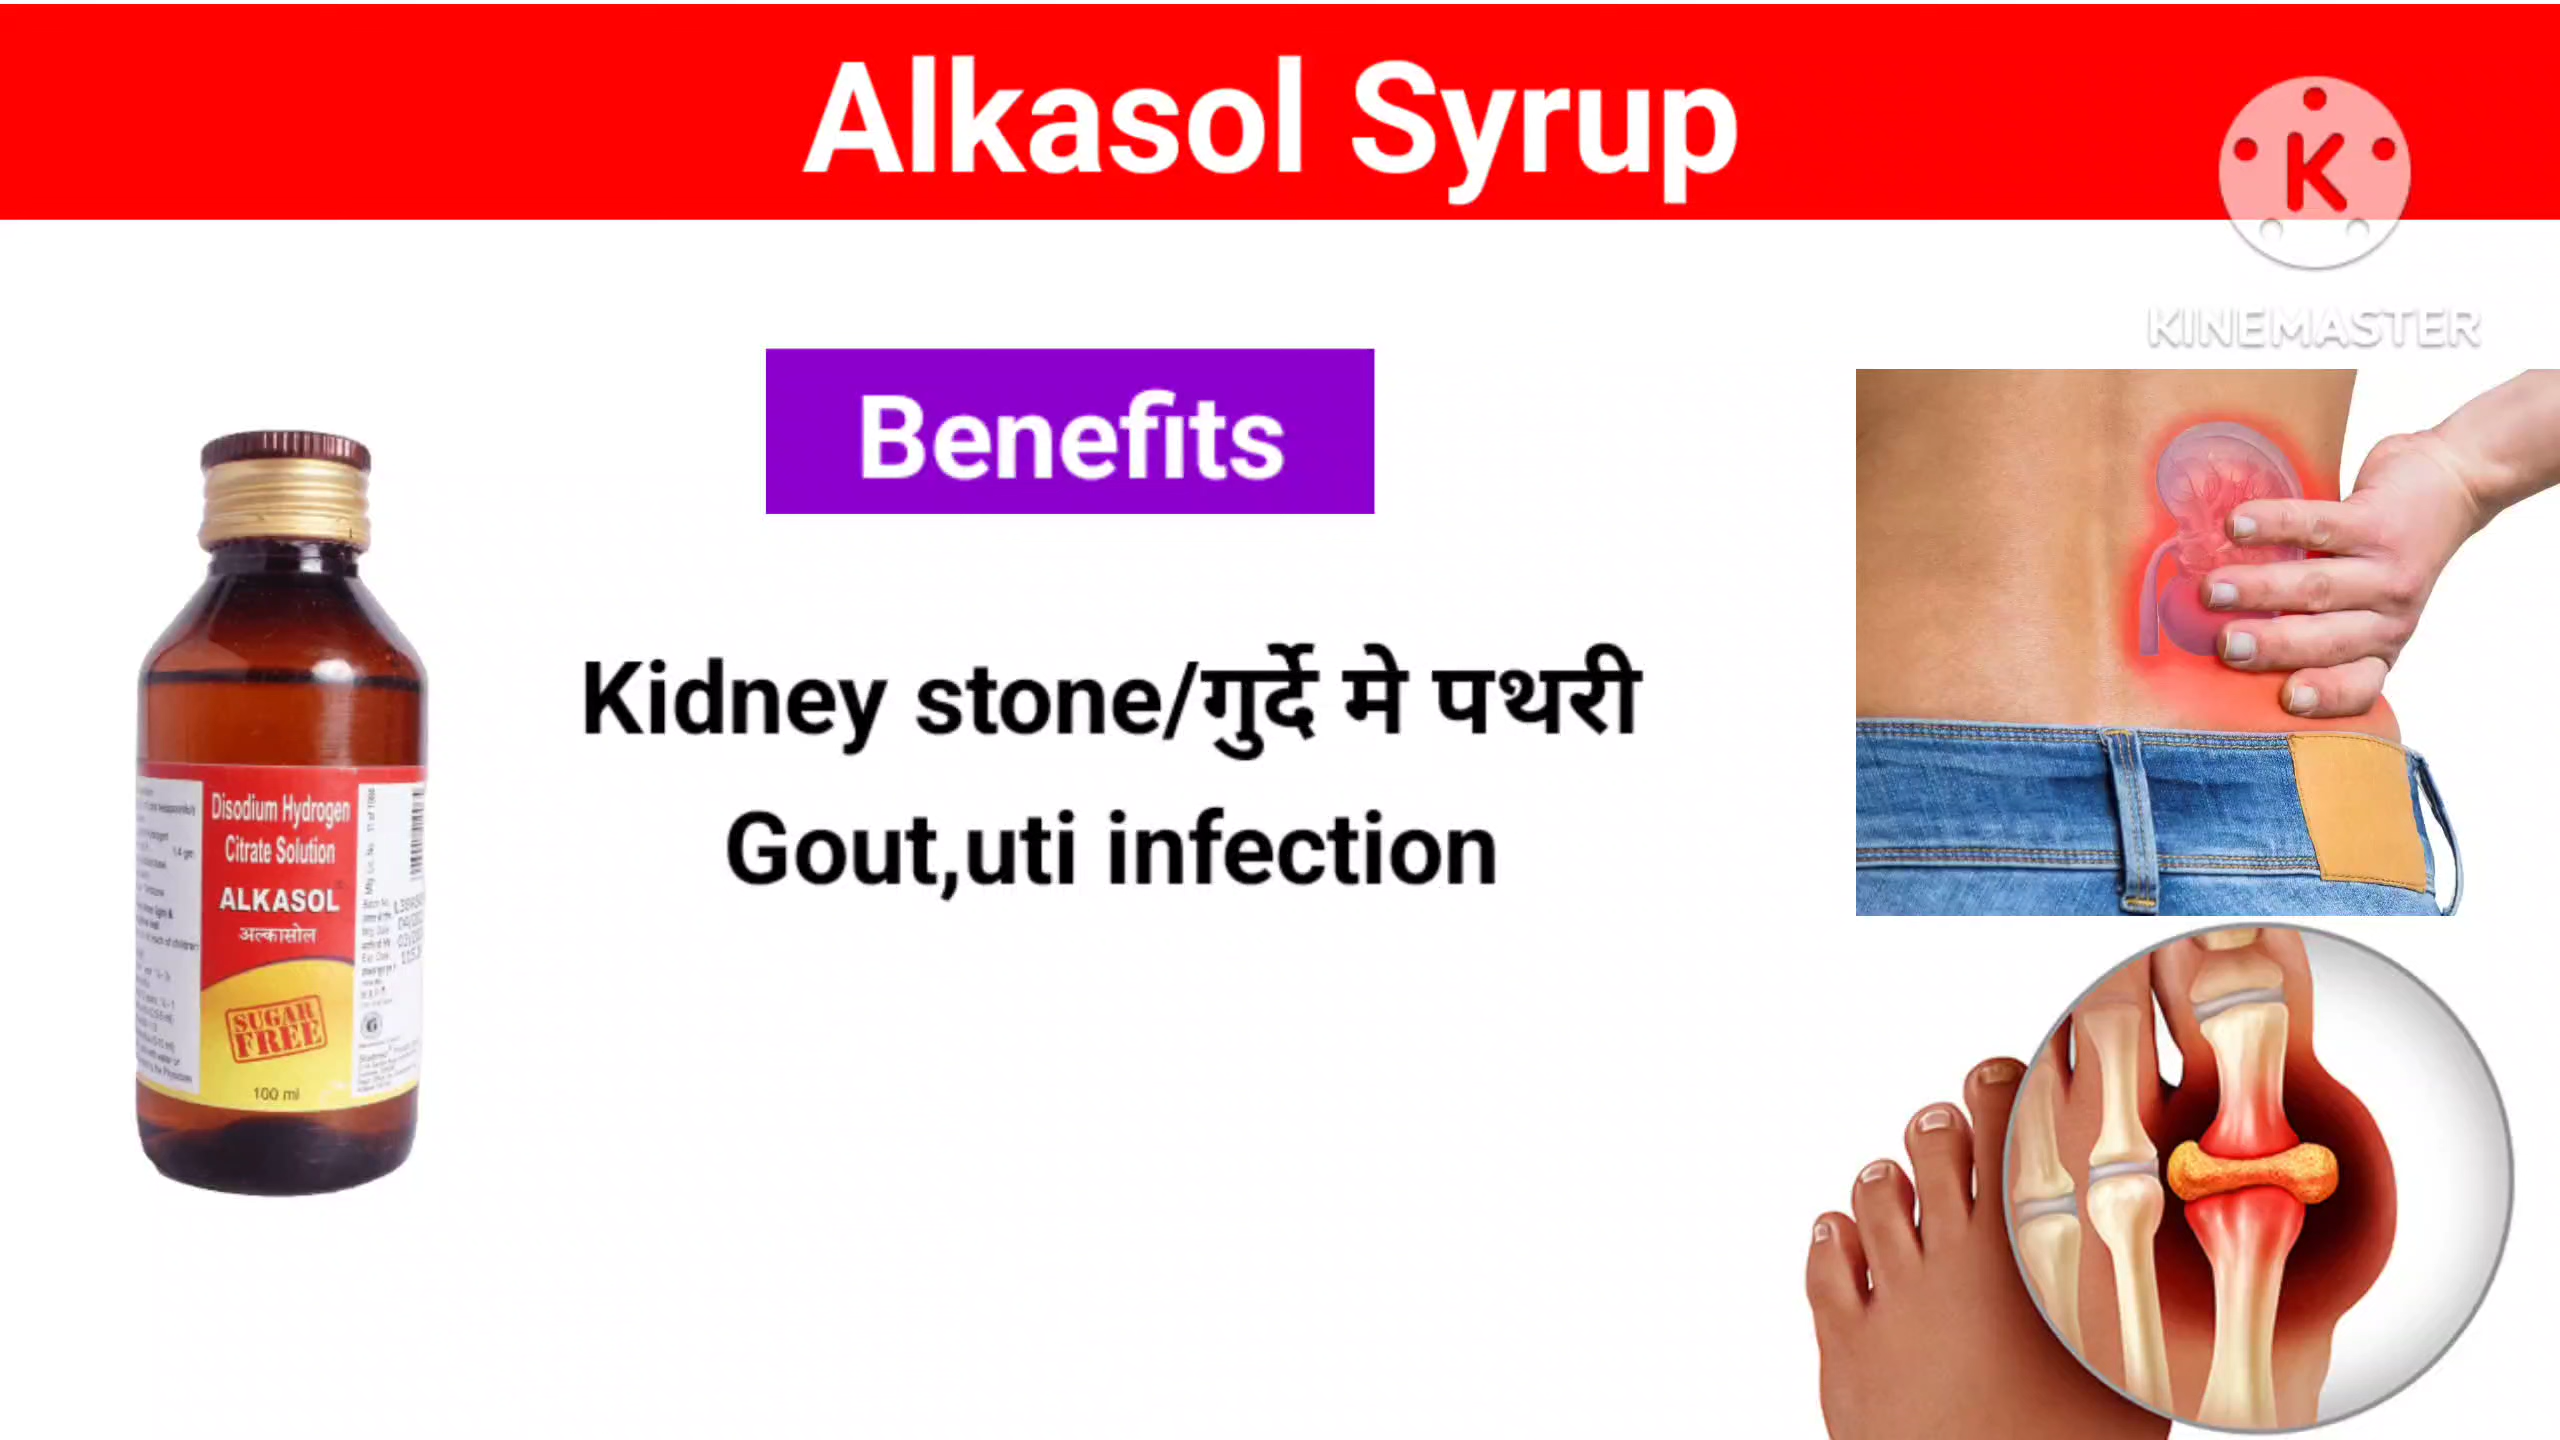 Alkasol Syrup
K
KINEMASTER
Benefits
Kidney stone/गुर्दे मे पथरी
Gout,uti infection
Disodium Hydrogen
Citrate Solution
ALKASOL
अल्कासोल
SUGAR
FREE
100 ml